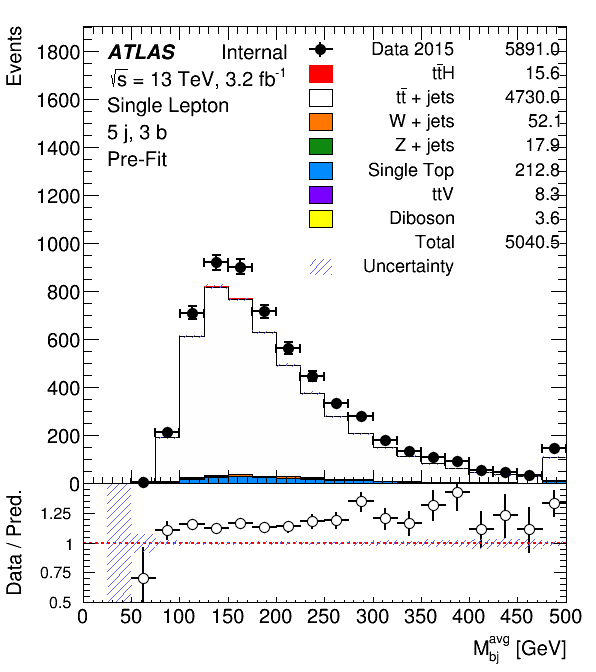 Events
ATLAS Internal
√s = 13 TeV, 3.2 fb⁻¹
Single Lepton
5 j, 3 b
Pre-Fit
Data 2015 5891.0
tt̄H 15.6
tt̄ + jets 4730.0
W + jets 52.1
Z + jets 17.9
Single Top 212.8
ttV 8.3
Diboson 3.6
Total 5040.5
Uncertainty
1800
1600
1400
1200
1000
800
600
400
200
0
Data / Pred.
1.25
1
0.75
0.5
0 50 100 150 200 250 300 350 400 450 500
M_bj^avg [GeV]